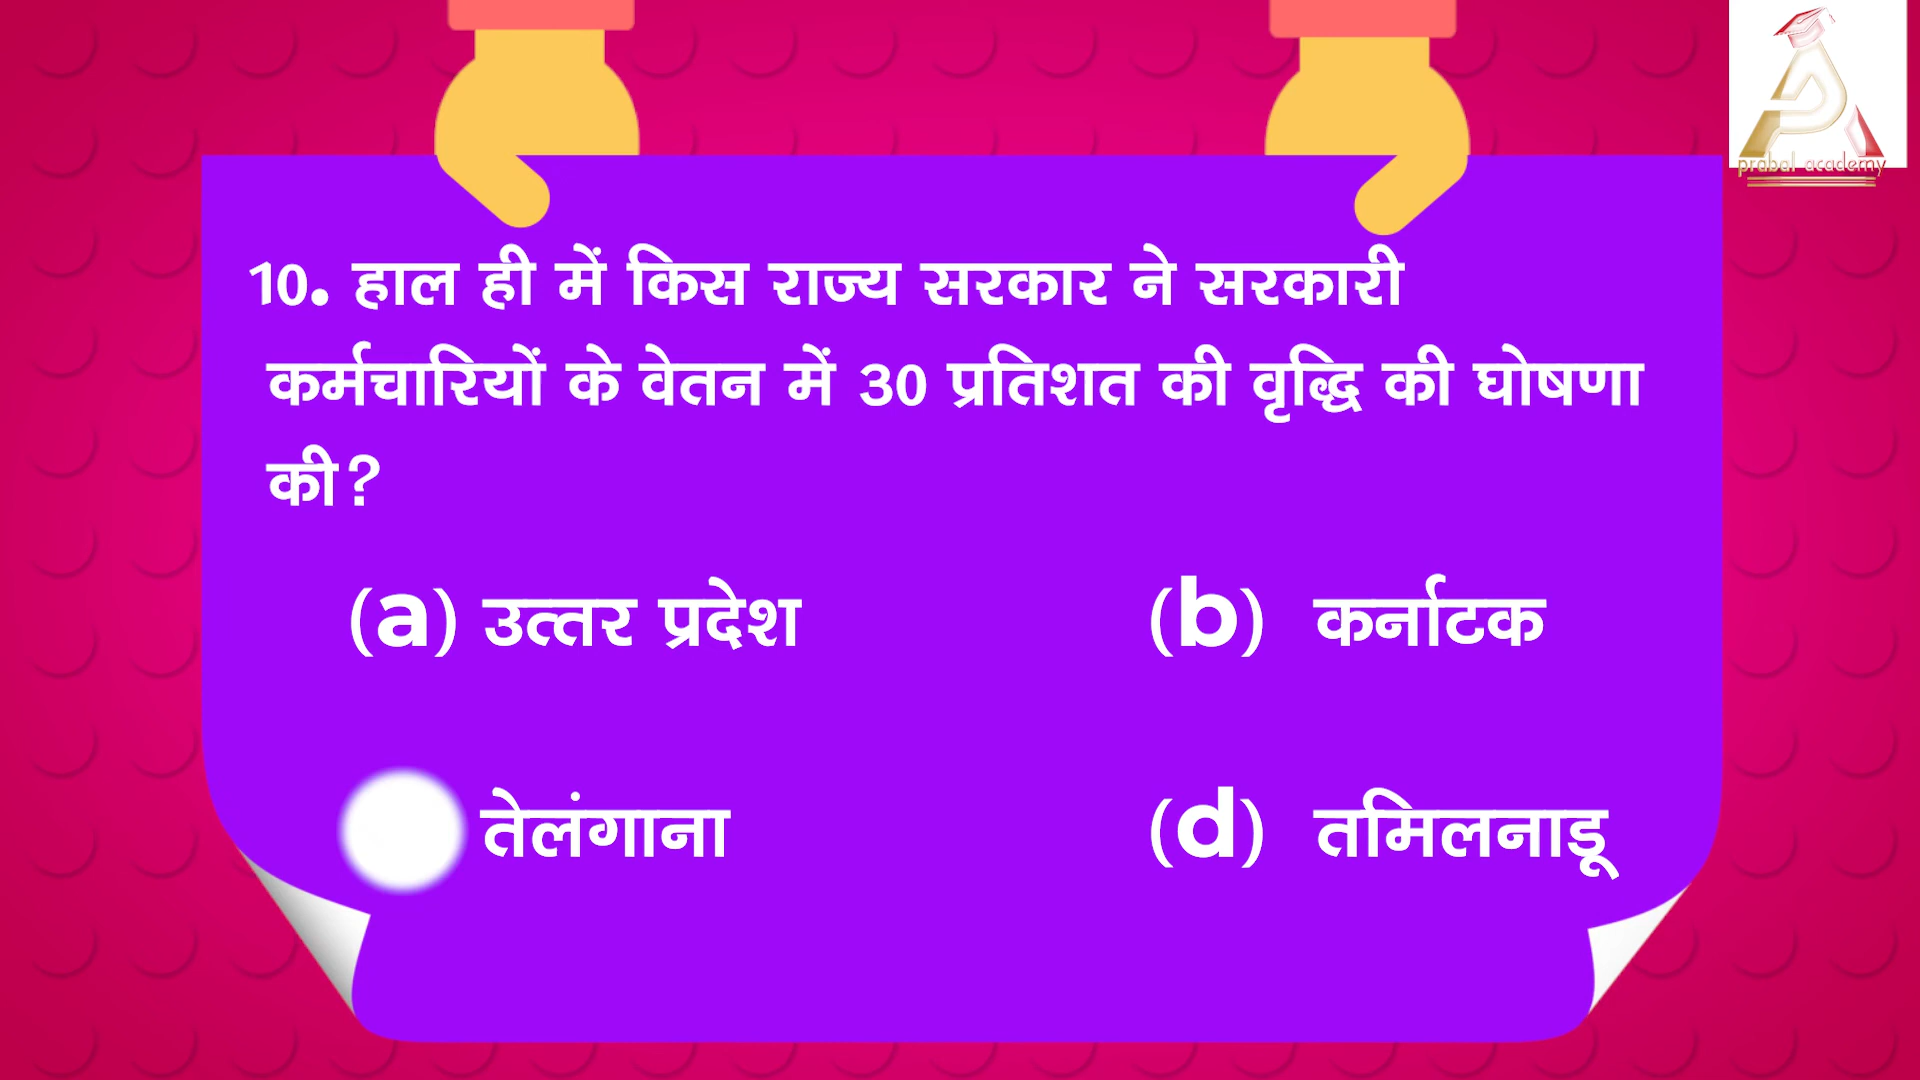 prabal academy
10. हाल ही में किस राज्य सरकार ने सरकारी
कर्मचारियों के वेतन में 30 प्रतिशत की वृद्धि की घोषणा
की?
(a) उत्तर प्रदेश (b) कर्नाटक
तेलंगाना (d) तमिलनाडू